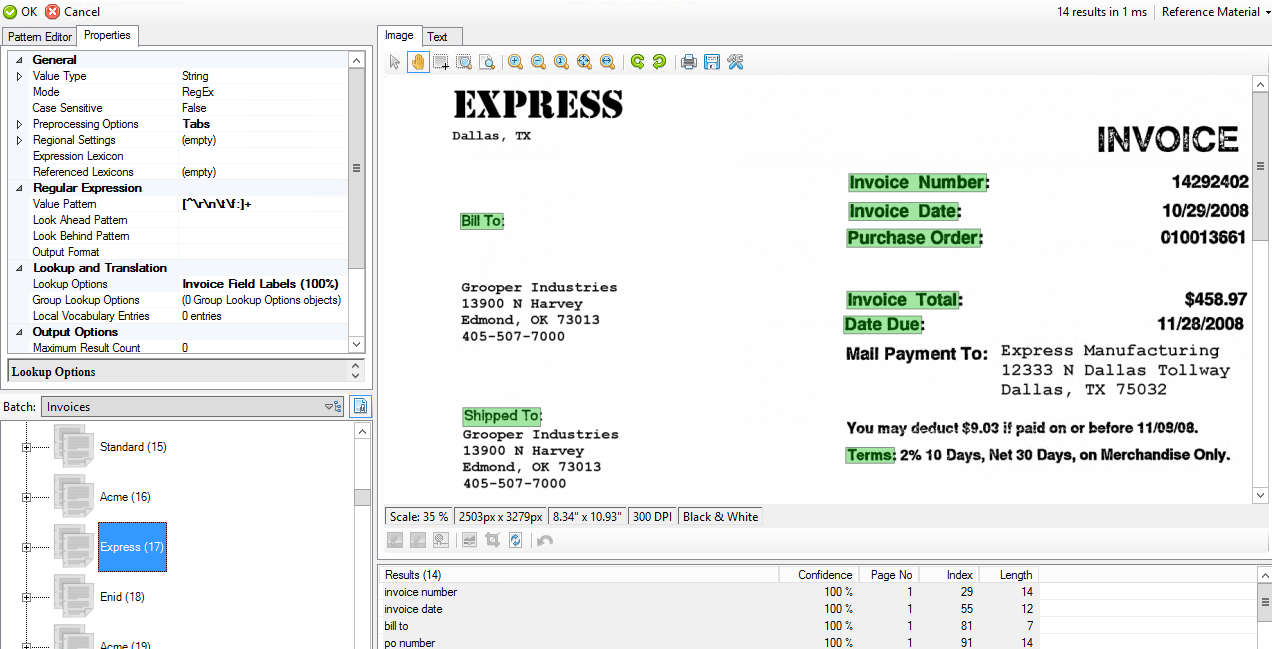 OK Cancel 14 results in 1 ms Reference Material
Pattern Editor Properties
General
Value Type String
Mode RegEx
Case Sensitive False
Preprocessing Options Tabs
Regional Settings (empty)
Expression Lexicon
Referenced Lexicons (empty)
Regular Expression
Value Pattern [^\r\n\t\f:]+
Look Ahead Pattern
Look Behind Pattern
Output Format
Lookup and Translation
Lookup Options Invoice Field Labels (100%)
Group Lookup Options (0 Group Lookup Options objects)
Local Vocabulary Entries 0 entries
Output Options
Maximum Result Count 0
Lookup Options
Batch: Invoices
Standard (15)
Acme (16)
Express (17)
Enid (18)
Acme (19)
Image Text
EXPRESS
Dallas, TX
INVOICE
Invoice Number: 14292402
Invoice Date: 10/29/2008
Bill To:
Purchase Order: 010013661
Grooper Industries
13900 N Harvey
Edmond, OK 73013
405-507-7000
Invoice Total: $458.97
Date Due: 11/28/2008
Mail Payment To: Express Manufacturing
12333 N Dallas Tollway
Dallas, TX 75032
Shipped To:
Grooper Industries
13900 N Harvey
Edmond, OK 73013
405-507-7000
You may deduct $9.03 if paid on or before 11/08/08.
Terms: 2% 10 Days, Net 30 Days, on Merchandise Only.
Scale: 35 % 2503px x 3279px 8.34" x 10.93" 300 DPI Black & White
Results (14) Confidence Page No Index Length
invoice number 100 % 1 29 14
invoice date 100 % 1 55 12
bill to 100 % 1 81 7
po number 100 % 1 91 14